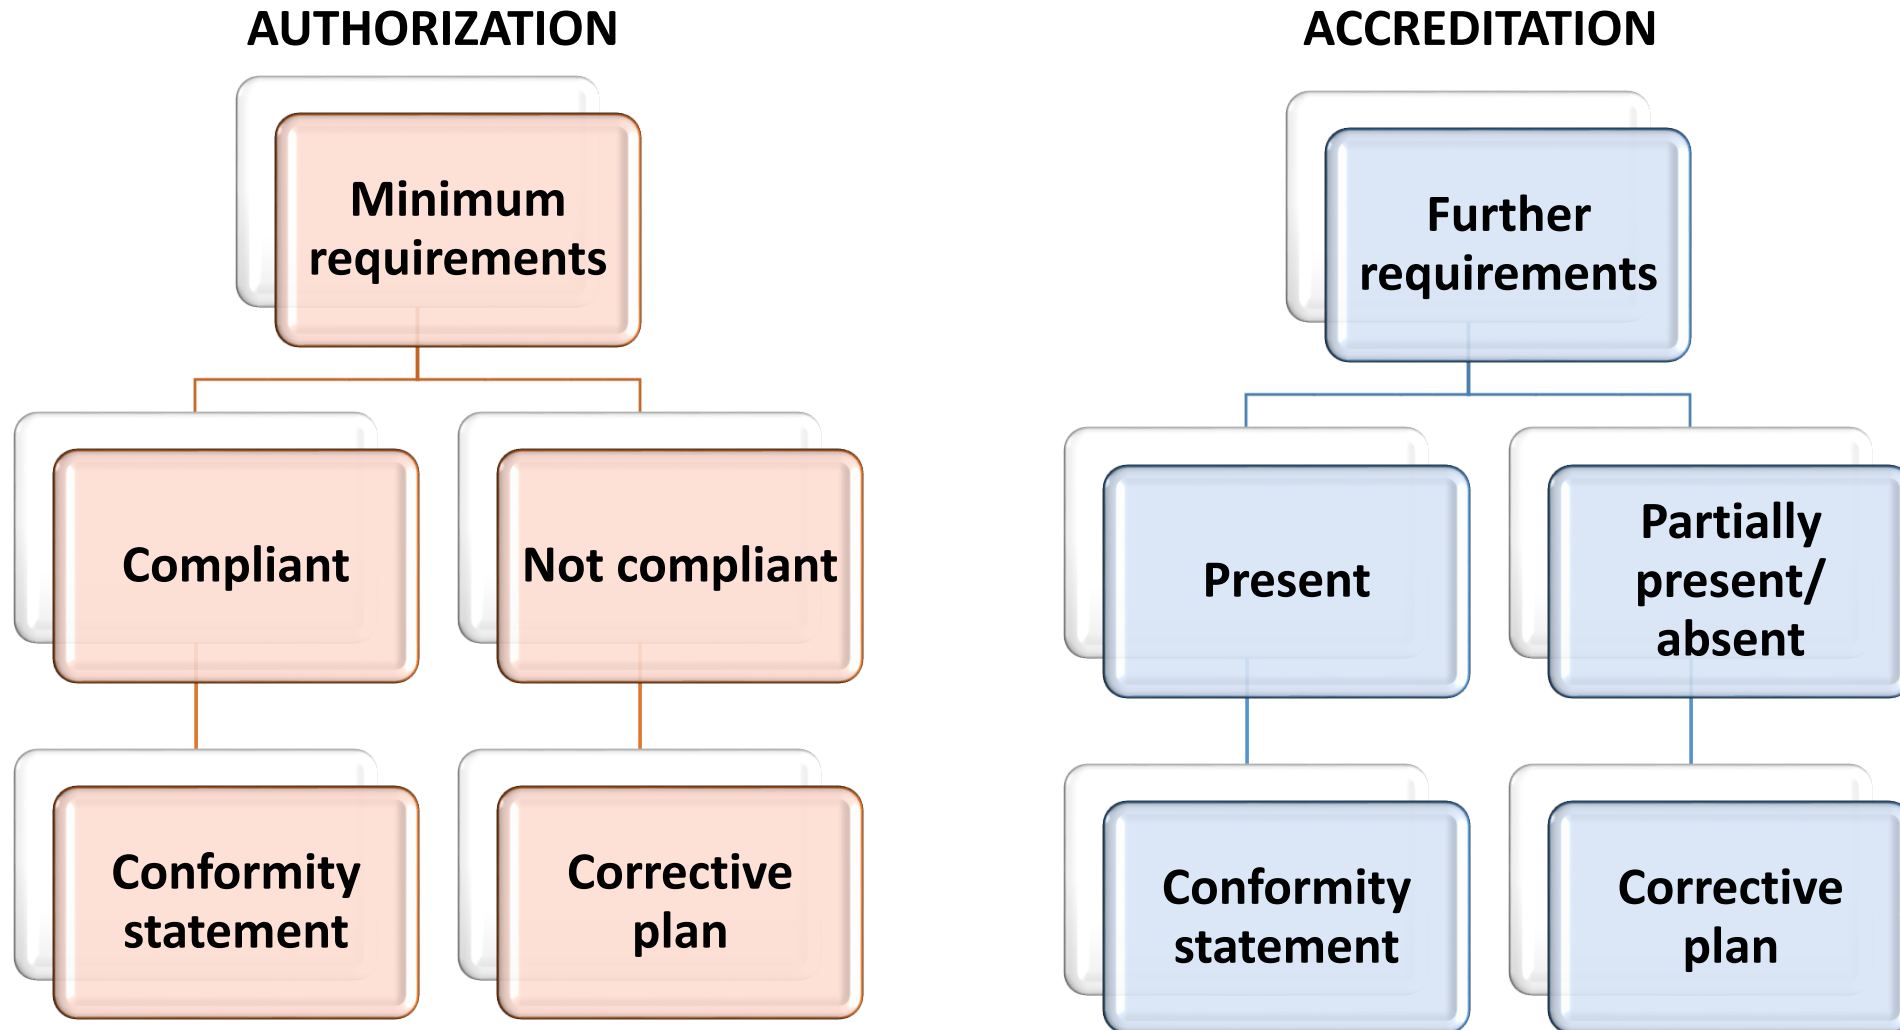 AUTHORIZATION
Minimum
requirements
Compliant
Not compliant
Conformity
statement
Corrective
plan
ACCREDITATION
Further
requirements
Present
Partially
present/
absent
Conformity
statement
Corrective
plan